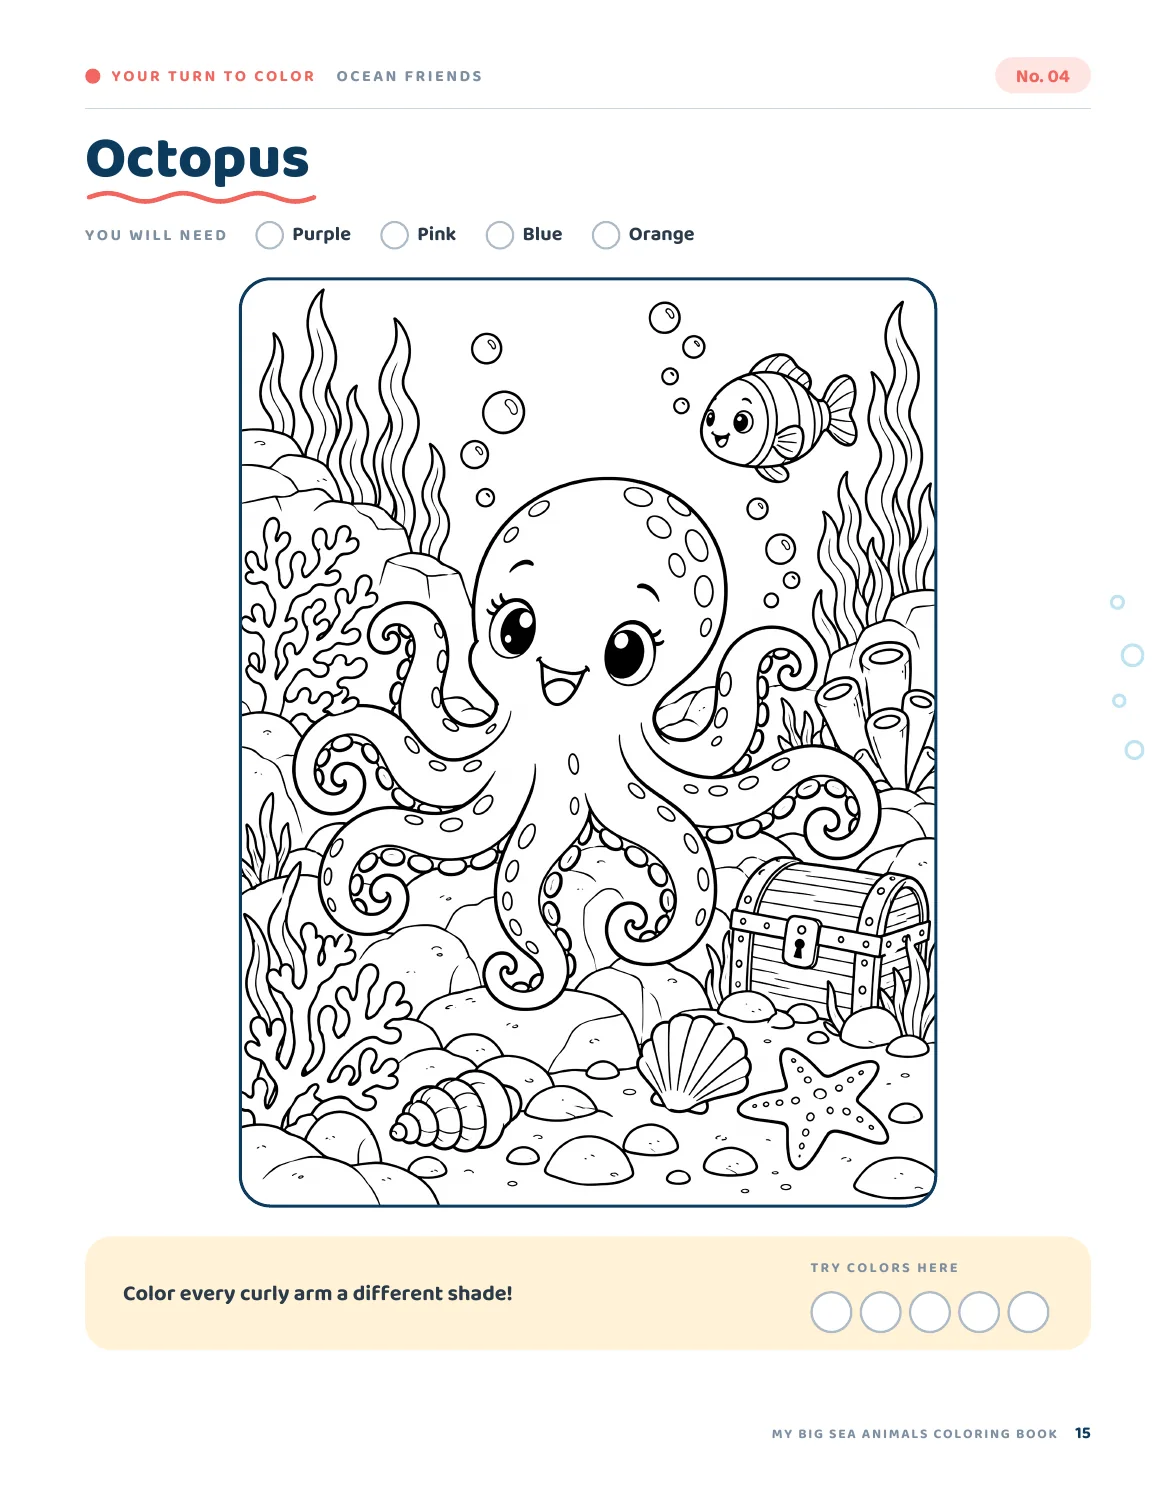 YOUR TURN TO COLOR OCEAN FRIENDS No. 04
Octopus
YOU WILL NEED Purple Pink Blue Orange
Color every curly arm a different shade!
TRY COLORS HERE
MY BIG SEA ANIMALS COLORING BOOK 15